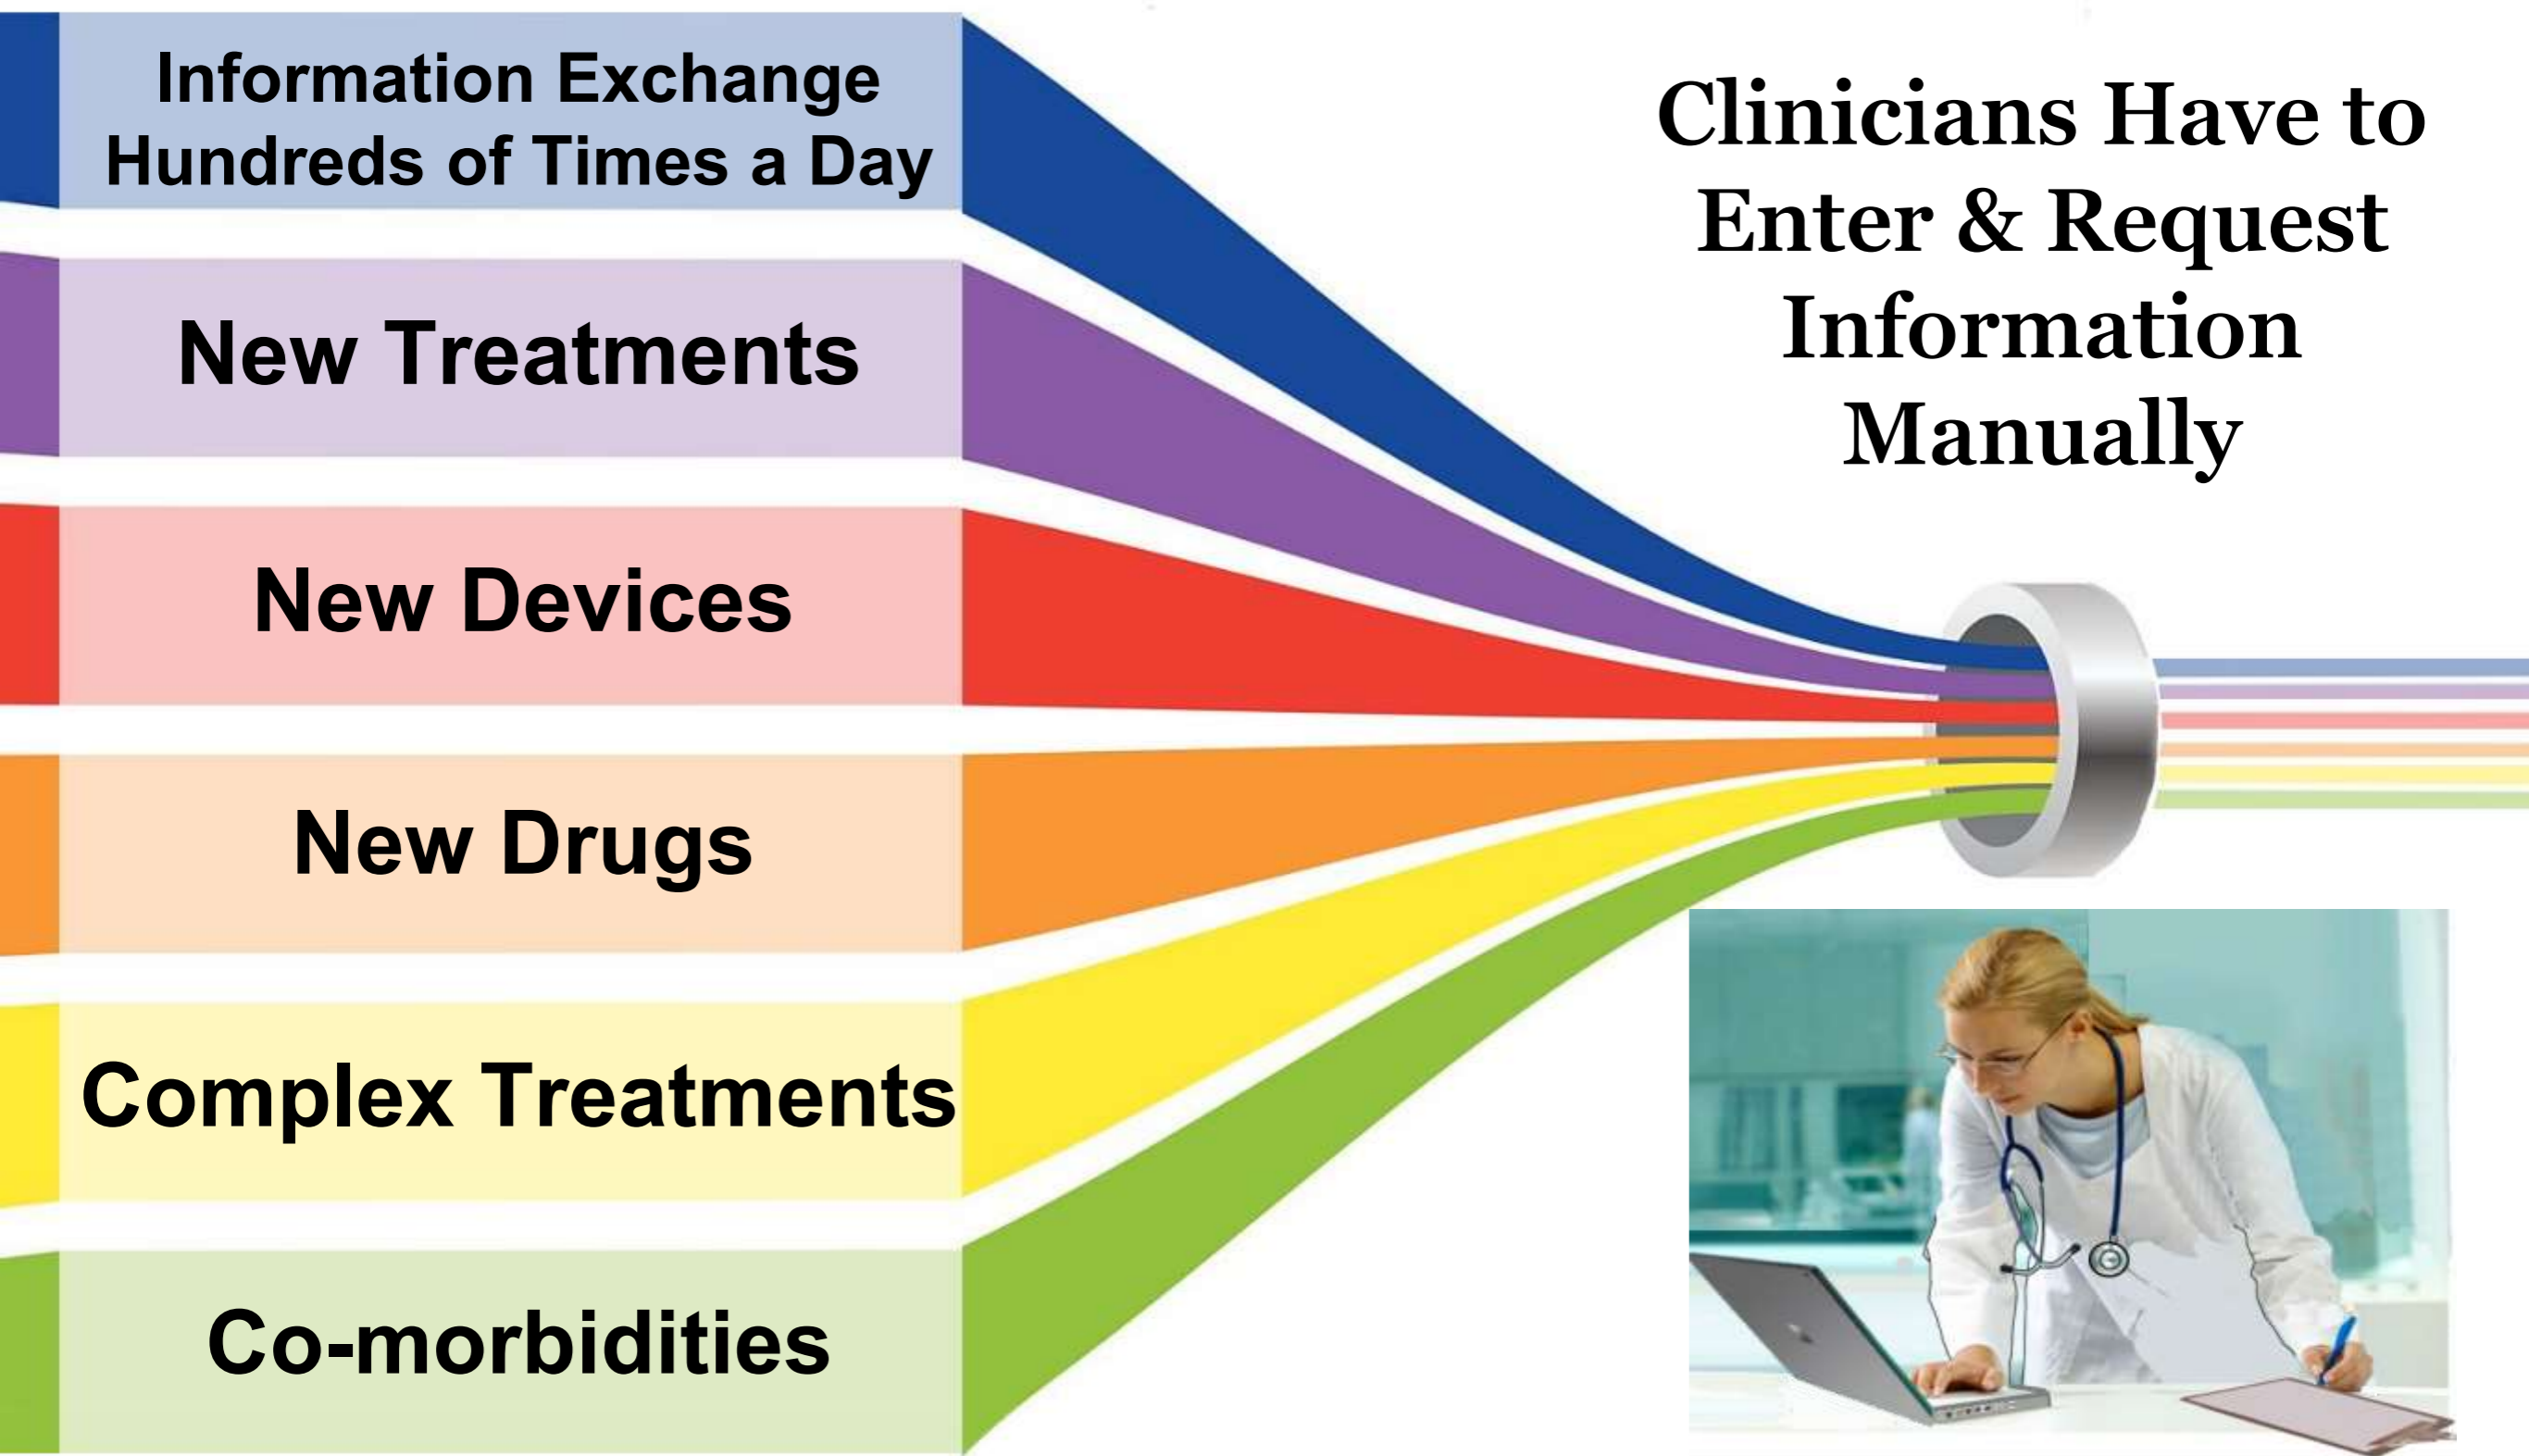 Information Exchange
Hundreds of Times a Day
New Treatments
New Devices
New Drugs
Complex Treatments
Co-morbidities
Clinicians Have to
Enter & Request
Information
Manually